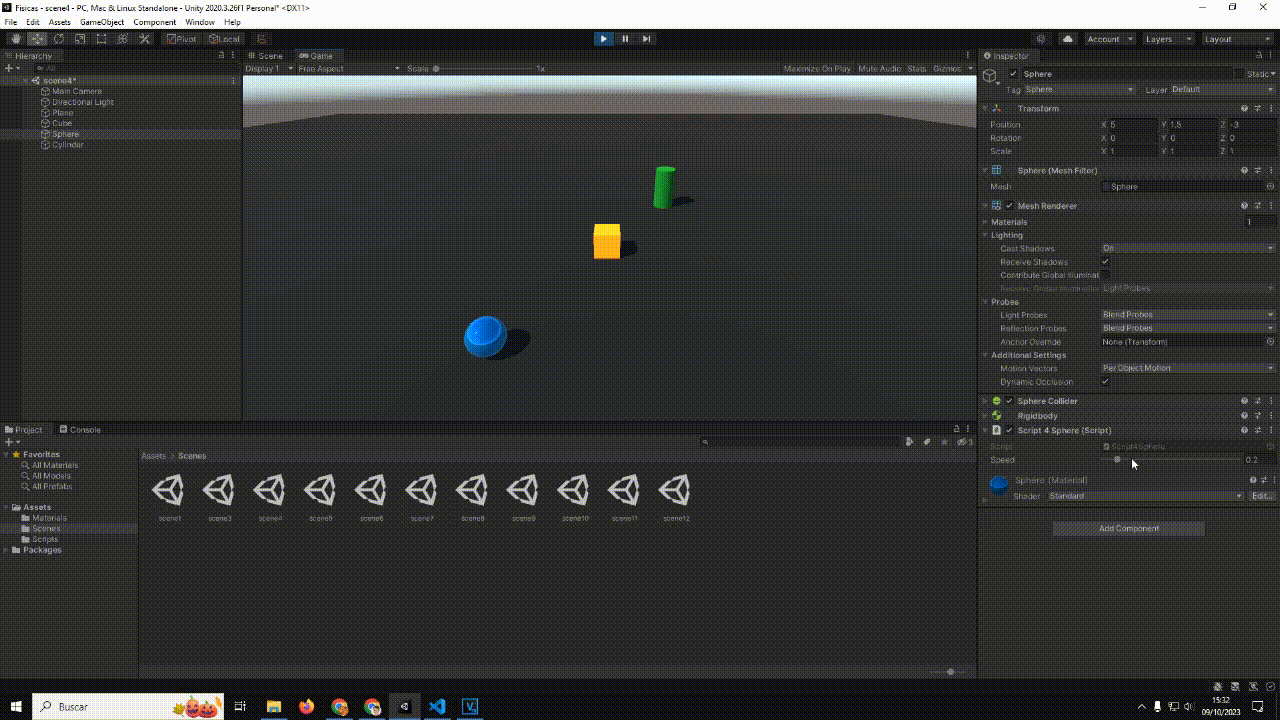 Fisicas - scene4 - PC, Mac & Linux Standalone - Unity 2020.3.26f1 Personal* <DX11>
File Edit Assets GameObject Component Window Help
Pivot Local Account Layers Layout
Hierarchy
All
scene4*
Main Camera
Directional Light
Plane
Cube
Sphere
Cylinder
Scene Game
Display 1 Free Aspect Scale 1x Maximize On Play Mute Audio Stats Gizmos
Inspector
Sphere Static
Tag Sphere Layer Default
Transform
Position X 5 Y 1.5 Z -3
Rotation X 0 Y 0 Z 0
Scale X 1 Y 1 Z 1
Sphere (Mesh Filter)
Mesh Sphere
Mesh Renderer
Materials 1
Lighting
Cast Shadows On
Receive Shadows
Contribute Global Illuminat
Receive Global Illumination Light Probes
Probes
Light Probes Blend Probes
Reflection Probes Blend Probes
Anchor Override None (Transform)
Additional Settings
Motion Vectors Per Object Motion
Dynamic Occlusion
Sphere Collider
Rigidbody
Script 4 Sphere (Script)
Script Script4Sphere
Speed 0.2
Sphere (Material)
Shader Standard Edit...
Add Component
Project Console
3
Favorites
All Materials
All Models
All Prefabs
Assets
Materials
Scenes
Scripts
Packages
Assets > Scenes
scene1 scene3 scene4 scene5 scene6 scene7 scene8 scene9 scene10 scene11 scene12
Buscar
15:32
09/10/2023